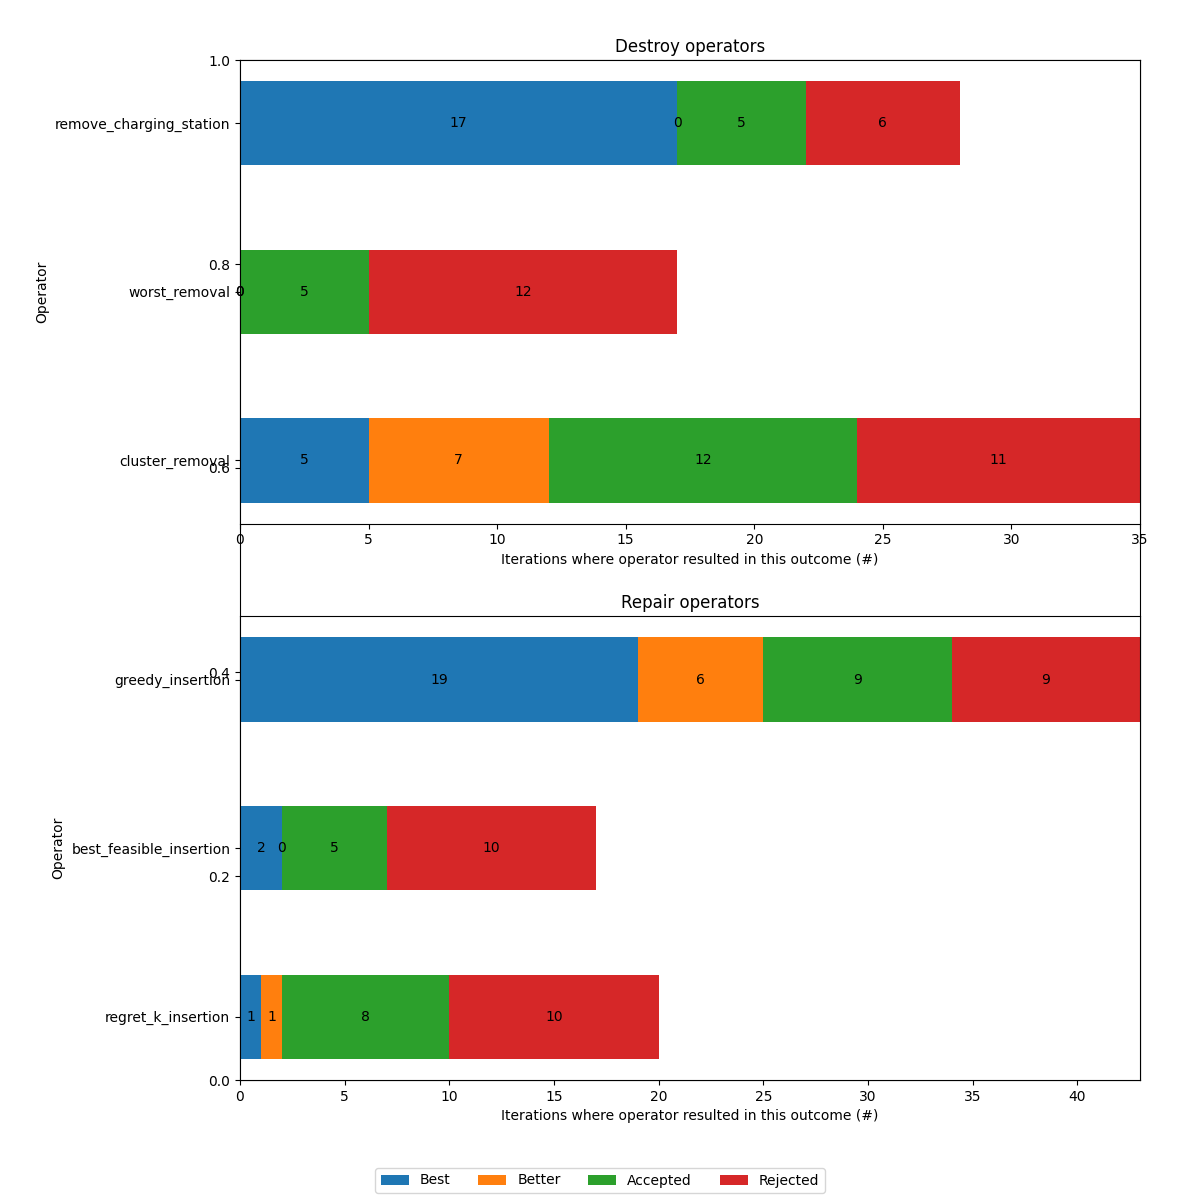 Destroy operators
1.0
remove_charging_station
17 0 5 6
0.8
worst_removal
0 5 12
cluster_removal
5 7 12 11
0.6
Operator
0 5 10 15 20 25 30 35
Iterations where operator resulted in this outcome (#)
Repair operators
0.4
greedy_insertion
19 6 9 9
best_feasible_insertion
2 0 5 10
0.2
Operator
regret_k_insertion
1 1 8 10
0.0
0 5 10 15 20 25 30 35 40
Iterations where operator resulted in this outcome (#)
Best Better Accepted Rejected